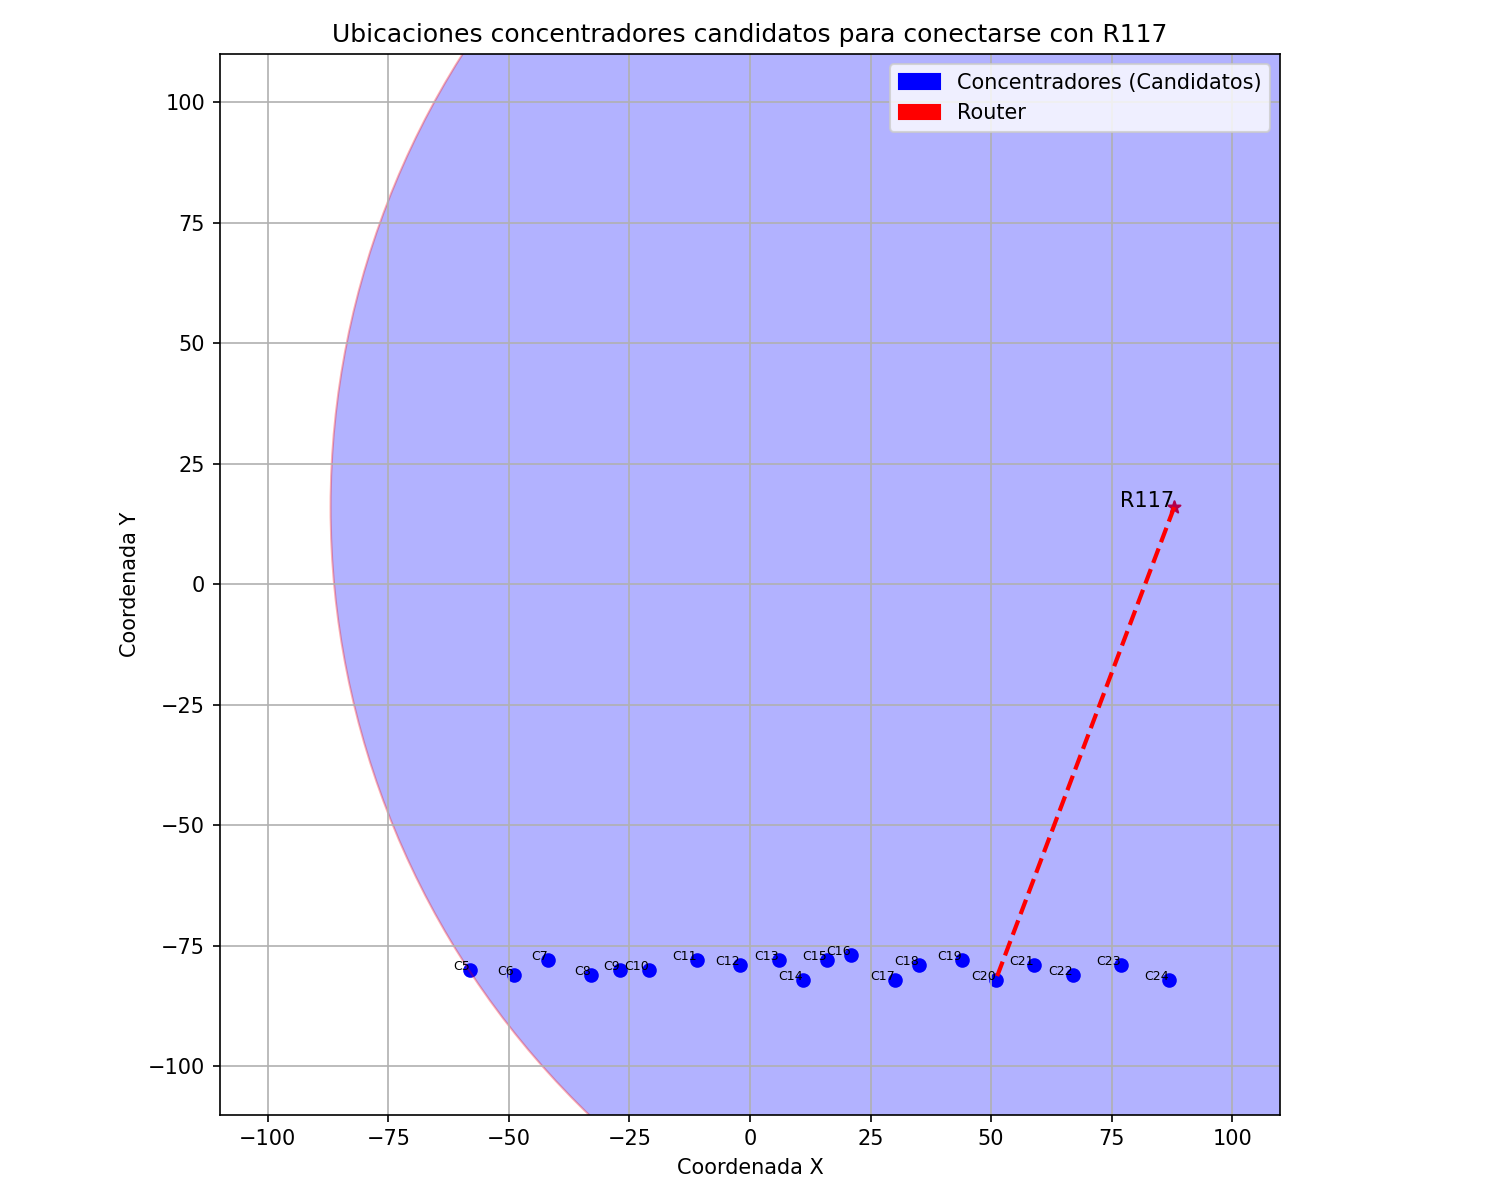 Ubicaciones concentradores candidatos para conectarse con R117
Concentradores (Candidatos)
Router
100
75
50
25
0
−25
−50
−75
−100
Coordenada Y
R117
C5
C6
C7
C8
C9
C10
C11
C12
C13
C14
C15
C16
C17
C18
C19
C20
C21
C22
C23
C24
−100
−75
−50
−25
0
25
50
75
100
Coordenada X